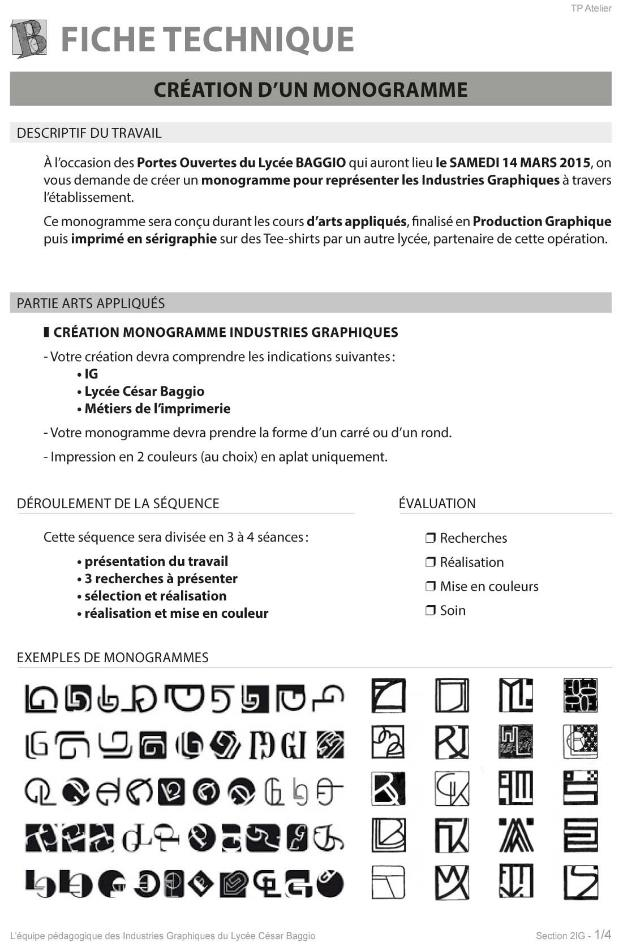 TP Atelier
B FICHE TECHNIQUE
CRÉATION D'UN MONOGRAMME
DESCRIPTIF DU TRAVAIL
À l'occasion des Portes Ouvertes du Lycée BAGGIO qui auront lieu le SAMEDI 14 MARS 2015, on
vous demande de créer un monogramme pour représenter les Industries Graphiques à travers
l'établissement.
Ce monogramme sera conçu durant les cours d'arts appliqués, finalisé en Production Graphique
puis imprimé en sérigraphie sur des Tee-shirts par un autre lycée, partenaire de cette opération.
PARTIE ARTS APPLIQUÉS
CRÉATION MONOGRAMME INDUSTRIES GRAPHIQUES
- Votre création devra comprendre les indications suivantes :
• IG
• Lycée César Baggio
• Métiers de l'imprimerie
- Votre monogramme devra prendre la forme d'un carré ou d'un rond.
- Impression en 2 couleurs (au choix) en aplat uniquement.
DÉROULEMENT DE LA SÉQUENCE
Cette séquence sera divisée en 3 à 4 séances :
• présentation du travail
• 3 recherches à présenter
• sélection et réalisation
• réalisation et mise en couleur
ÉVALUATION
❒ Recherches
❒ Réalisation
❒ Mise en couleurs
❒ Soin
EXEMPLES DE MONOGRAMMES
L'équipe pédagogique des Industries Graphiques du Lycée César Baggio
Section 2IG - 1/4